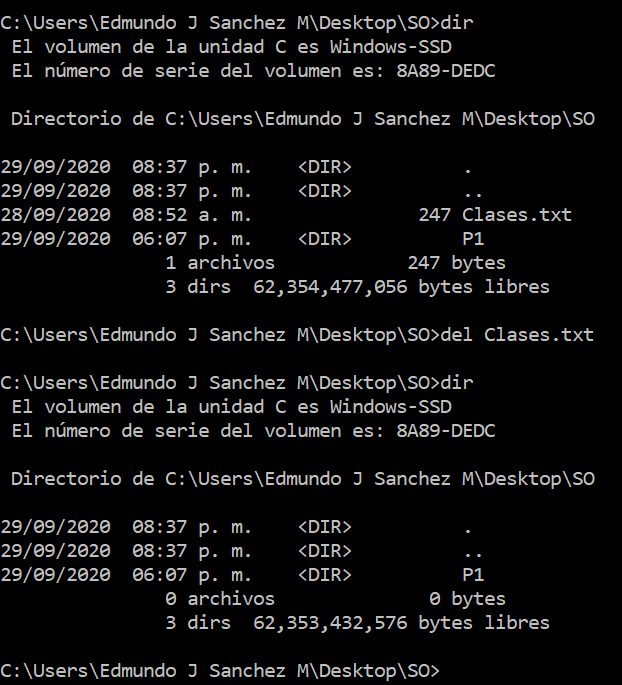 C:\Users\Edmundo J Sanchez M\Desktop\SO>dir
 El volumen de la unidad C es Windows-SSD
 El número de serie del volumen es: 8A89-DEDC

 Directorio de C:\Users\Edmundo J Sanchez M\Desktop\SO

29/09/2020  08:37 p. m.    <DIR>          .
29/09/2020  08:37 p. m.    <DIR>          ..
28/09/2020  08:52 a. m.               247 Clases.txt
29/09/2020  06:07 p. m.    <DIR>          P1
               1 archivos            247 bytes
               3 dirs  62,354,477,056 bytes libres

C:\Users\Edmundo J Sanchez M\Desktop\SO>del Clases.txt

C:\Users\Edmundo J Sanchez M\Desktop\SO>dir
 El volumen de la unidad C es Windows-SSD
 El número de serie del volumen es: 8A89-DEDC

 Directorio de C:\Users\Edmundo J Sanchez M\Desktop\SO

29/09/2020  08:37 p. m.    <DIR>          .
29/09/2020  08:37 p. m.    <DIR>          ..
29/09/2020  06:07 p. m.    <DIR>          P1
               0 archivos              0 bytes
               3 dirs  62,353,432,576 bytes libres

C:\Users\Edmundo J Sanchez M\Desktop\SO>